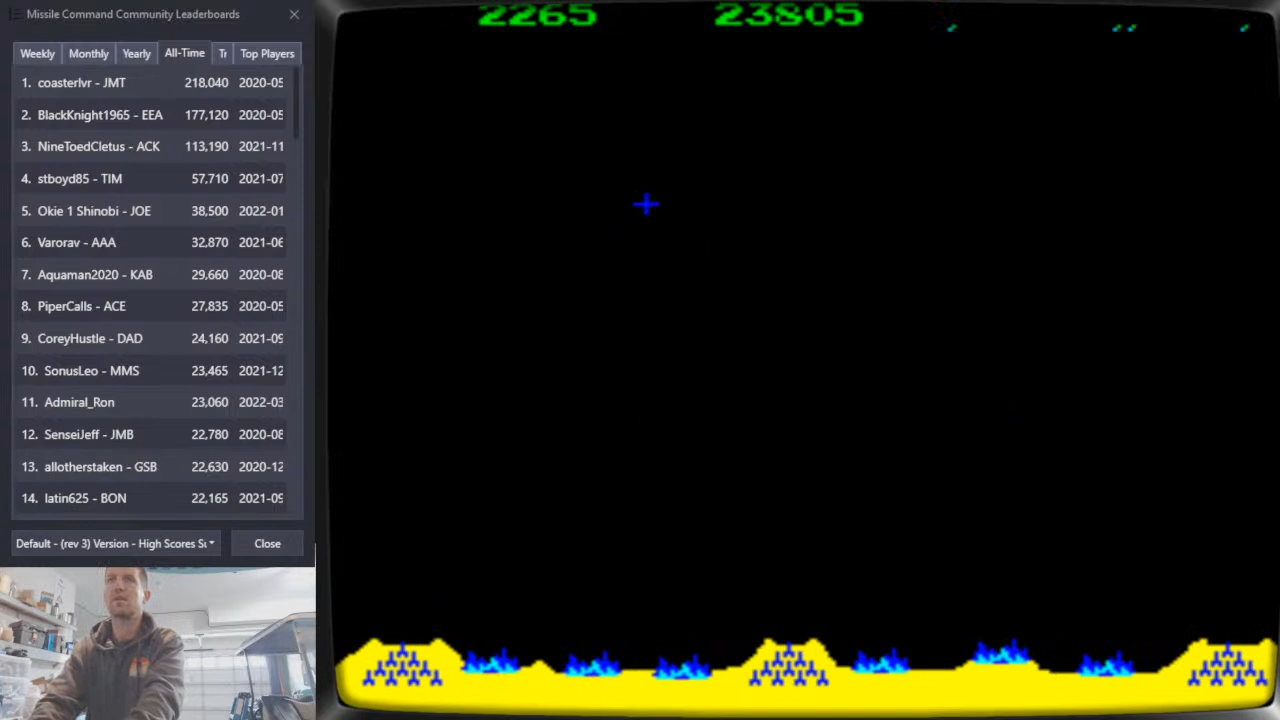 Missile Command Community Leaderboards
Weekly Monthly Yearly All-Time Tr Top Players
1. coasterlvr - JMT 218,040 2020-05
2. BlackKnight1965 - EEA 177,120 2020-05
3. NineToedCletus - ACK 113,190 2021-11
4. stboyd85 - TIM 57,710 2021-07
5. Okie 1 Shinobi - JOE 38,500 2022-01
6. Varorav - AAA 32,870 2021-06
7. Aquaman2020 - KAB 29,660 2020-08
8. PiperCalls - ACE 27,835 2020-05
9. CoreyHustle - DAD 24,160 2021-09
10. SonusLeo - MMS 23,465 2021-12
11. Admiral_Ron 23,060 2022-03
12. SenseiJeff - JMB 22,780 2020-08
13. allotherstaken - GSB 22,630 2020-12
14. latin625 - BON 22,165 2021-09
Default - (rev 3) Version - High Scores Close
2265 23805